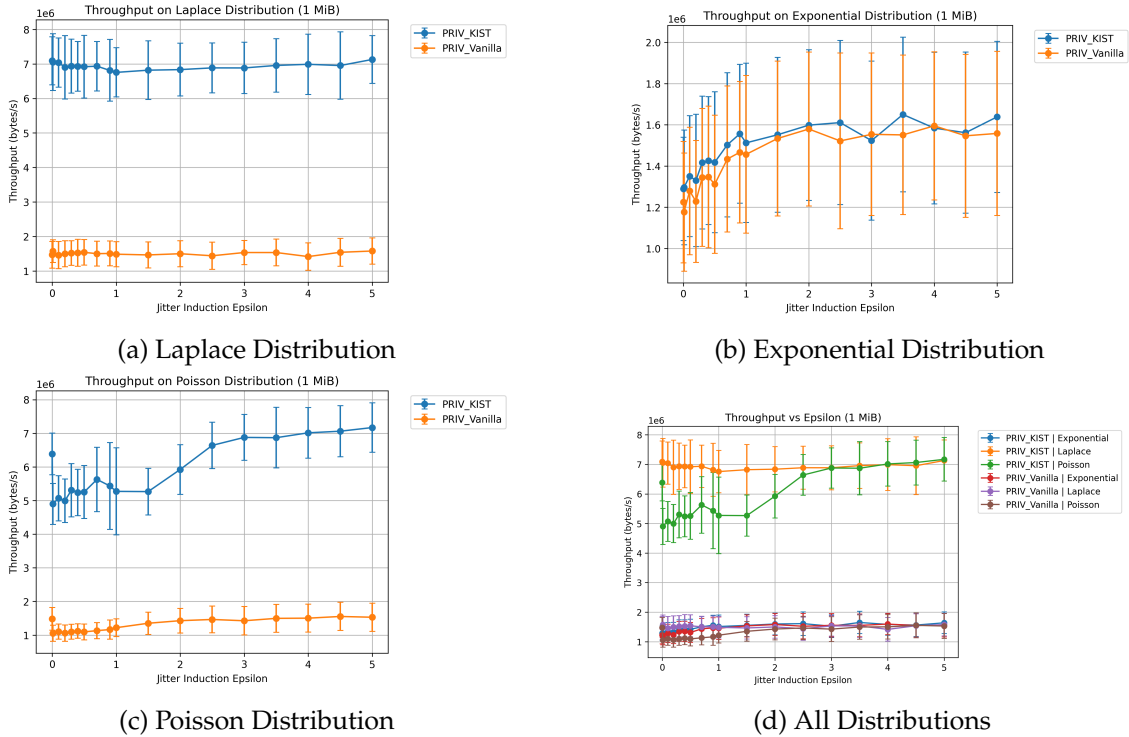 Throughput on Laplace Distribution (1 MiB)
1e6
8
7
6
5
4
3
2
1
Throughput (bytes/s)
0 1 2 3 4 5
Jitter Induction Epsilon
PRIV_KIST
PRIV_Vanilla
(a) Laplace Distribution
Throughput on Exponential Distribution (1 MiB)
1e6
2.0
1.8
1.6
1.4
1.2
1.0
Throughput (bytes/s)
0 1 2 3 4 5
Jitter Induction Epsilon
PRIV_KIST
PRIV_Vanilla
(b) Exponential Distribution
Throughput on Poisson Distribution (1 MiB)
1e6
8
7
6
5
4
3
2
1
Throughput (bytes/s)
0 1 2 3 4 5
Jitter Induction Epsilon
PRIV_KIST
PRIV_Vanilla
(c) Poisson Distribution
Throughput vs Epsilon (1 MiB)
1e6
8
7
6
5
4
3
2
1
Throughput (bytes/s)
0 1 2 3 4 5
Jitter Induction Epsilon
PRIV_KIST | Exponential
PRIV_KIST | Laplace
PRIV_KIST | Poisson
PRIV_Vanilla | Exponential
PRIV_Vanilla | Laplace
PRIV_Vanilla | Poisson
(d) All Distributions